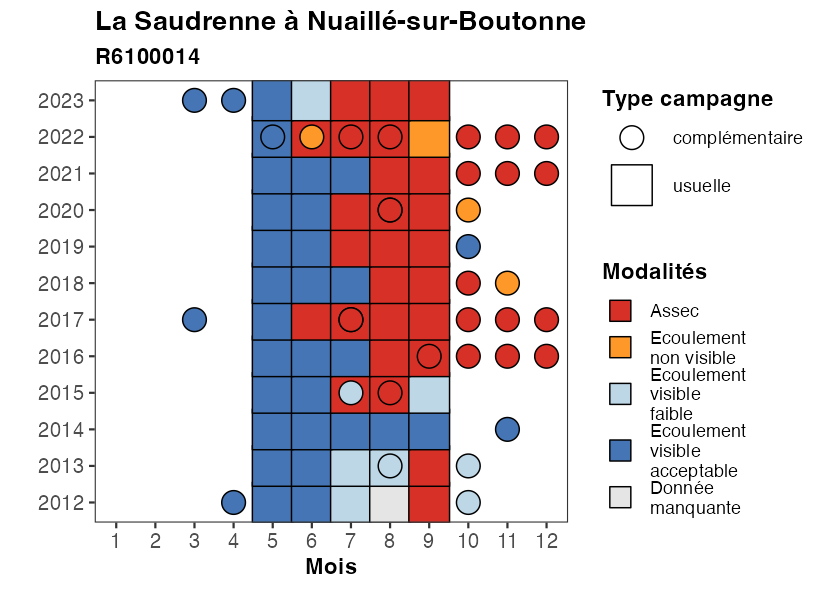 La Saudrenne à Nuaillé-sur-Boutonne
R6100014
2023
2022
2021
2020
2019
2018
2017
2016
2015
2014
2013
2012
1 2 3 4 5 6 7 8 9 10 11 12
Mois
Type campagne
complémentaire
usuelle
Modalités
Assec
Ecoulement
non visible
Ecoulement
visible
faible
Ecoulement
visible
acceptable
Donnée
manquante